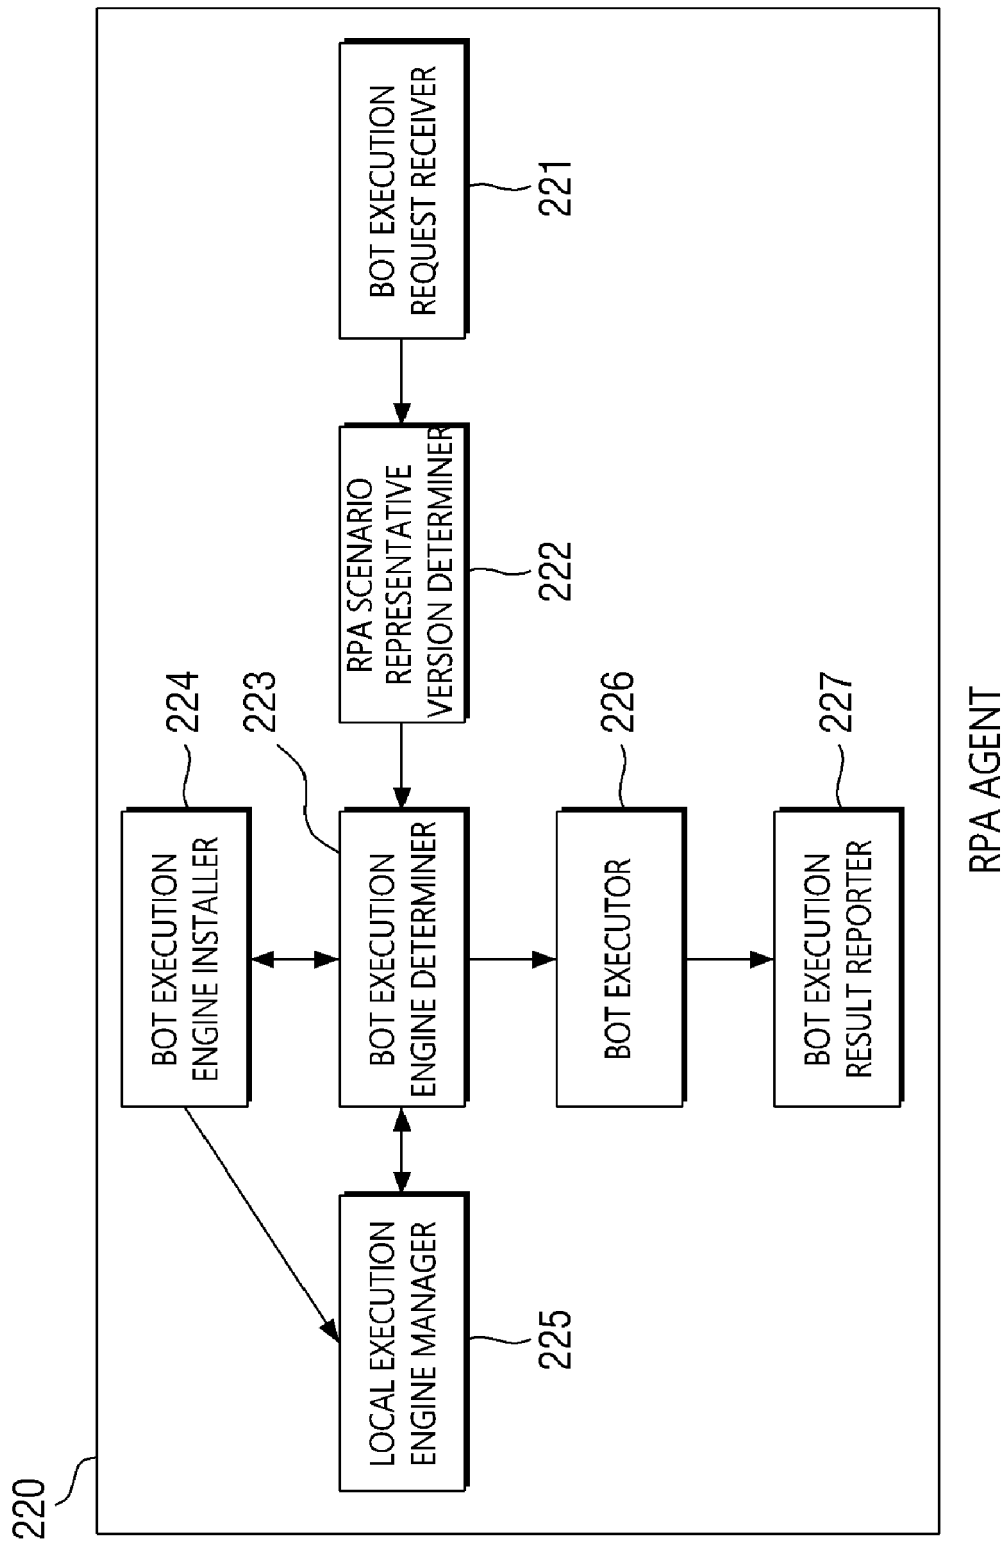 220
224
BOT EXECUTION
ENGINE INSTALLER
223
LOCAL EXECUTION
ENGINE MANAGER
225
BOT EXECUTION
ENGINE DETERMINER
RPA SCENARIO
REPRESENTATIVE
VERSION DETERMINER
222
BOT EXECUTION
REQUEST RECEIVER
221
BOT EXECUTOR
226
BOT EXECUTION
RESULT REPORTER
227
RPA AGENT